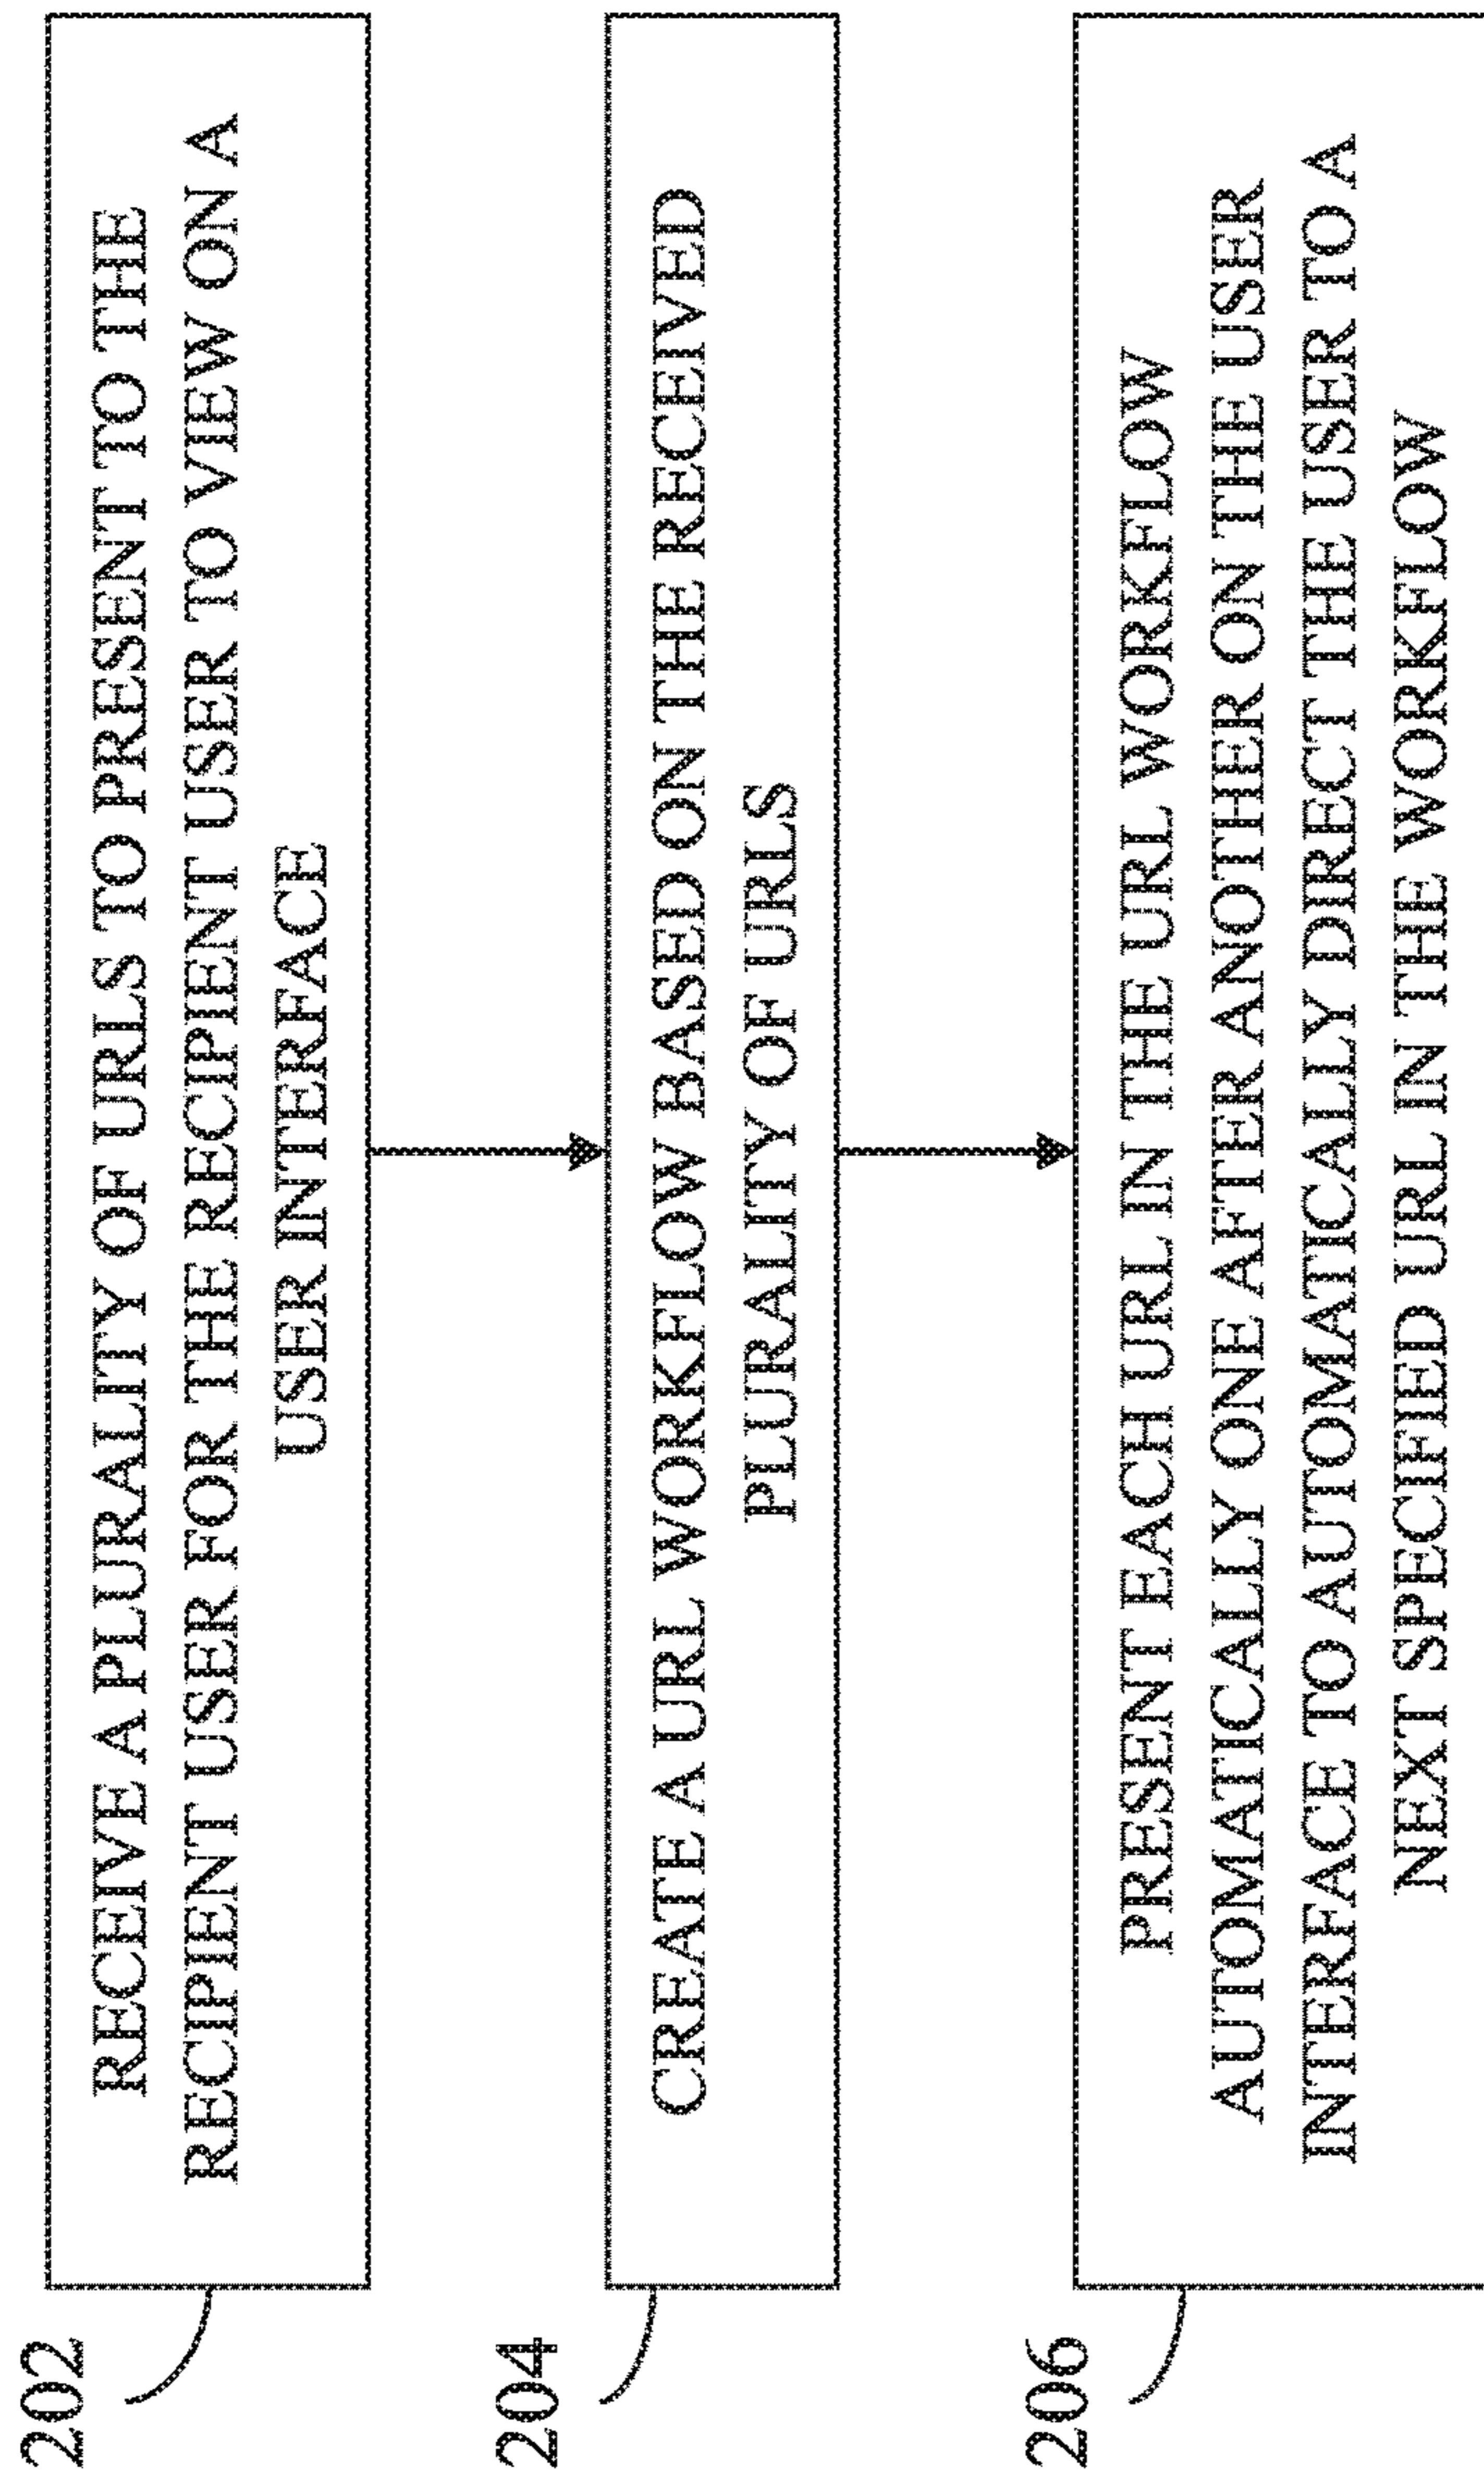 202
RECEIVE A PLURALITY OF URLS TO PRESENT TO THE
RECIPIENT USER FOR THE RECIPIENT USER TO VIEW ON A
USER INTERFACE
204
CREATE A URL WORKFLOW BASED ON THE RECEIVED
PLURALITY OF URLS
206
PRESENT EACH URL IN THE URL WORKFLOW
AUTOMATICALLY ONE AFTER ANOTHER ON THE USER
INTERFACE TO AUTOMATICALLY DIRECT THE USER TO A
NEXT SPECIFIED URL IN THE WORKFLOW